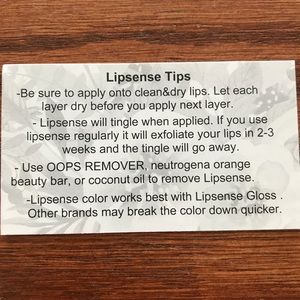 Lipsense Tips
-Be sure to apply onto clean&dry lips. Let each
layer dry before you apply next layer.
- Lipsense will tingle when applied. If you use
lipsense regularly it will exfoliate your lips in 2-3
weeks and the tingle will go away.
- Use OOPS REMOVER, neutrogena orange
beauty bar, or coconut oil to remove Lipsense.
-Lipsense color works best with Lipsense Gloss .
Other brands may break the color down quicker.